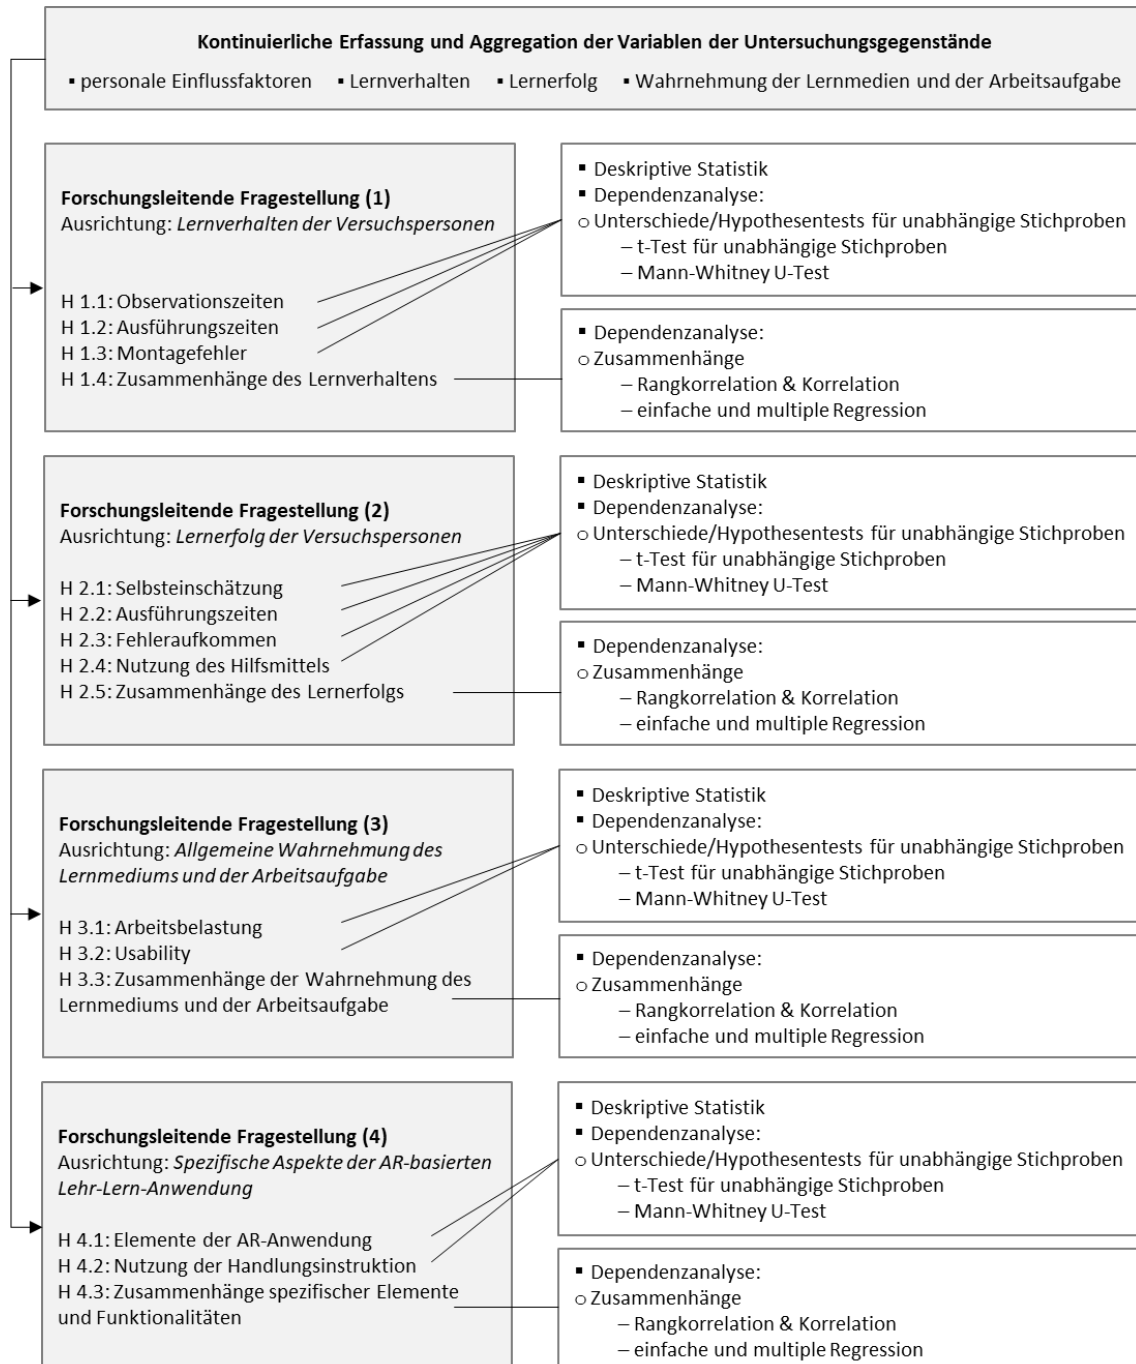 Kontinuierliche Erfassung und Aggregation der Variablen der Untersuchungsgegenstände
▪ personale Einflussfaktoren ▪ Lernverhalten ▪ Lernerfolg ▪ Wahrnehmung der Lernmedien und der Arbeitsaufgabe
Forschungsleitende Fragestellung (1)
Ausrichtung: Lernverhalten der Versuchspersonen
H 1.1: Observationszeiten
H 1.2: Ausführungszeiten
H 1.3: Montagefehler
H 1.4: Zusammenhänge des Lernverhaltens
▪ Deskriptive Statistik
▪ Dependenzanalyse:
o Unterschiede/Hypothesentests für unabhängige Stichproben
– t-Test für unabhängige Stichproben
– Mann-Whitney U-Test
▪ Dependenzanalyse:
o Zusammenhänge
– Rangkorrelation & Korrelation
– einfache und multiple Regression
Forschungsleitende Fragestellung (2)
Ausrichtung: Lernerfolg der Versuchspersonen
H 2.1: Selbsteinschätzung
H 2.2: Ausführungszeiten
H 2.3: Fehleraufkommen
H 2.4: Nutzung des Hilfsmittels
H 2.5: Zusammenhänge des Lernerfolgs
▪ Deskriptive Statistik
▪ Dependenzanalyse:
o Unterschiede/Hypothesentests für unabhängige Stichproben
– t-Test für unabhängige Stichproben
– Mann-Whitney U-Test
▪ Dependenzanalyse:
o Zusammenhänge
– Rangkorrelation & Korrelation
– einfache und multiple Regression
Forschungsleitende Fragestellung (3)
Ausrichtung: Allgemeine Wahrnehmung des
Lernmediums und der Arbeitsaufgabe
H 3.1: Arbeitsbelastung
H 3.2: Usability
H 3.3: Zusammenhänge der Wahrnehmung des
Lernmediums und der Arbeitsaufgabe
▪ Deskriptive Statistik
▪ Dependenzanalyse:
o Unterschiede/Hypothesentests für unabhängige Stichproben
– t-Test für unabhängige Stichproben
– Mann-Whitney U-Test
▪ Dependenzanalyse:
o Zusammenhänge
– Rangkorrelation & Korrelation
– einfache und multiple Regression
Forschungsleitende Fragestellung (4)
Ausrichtung: Spezifische Aspekte der AR-basierten
Lehr-Lern-Anwendung
H 4.1: Elemente der AR-Anwendung
H 4.2: Nutzung der Handlungsinstruktion
H 4.3: Zusammenhänge spezifischer Elemente
und Funktionalitäten
▪ Deskriptive Statistik
▪ Dependenzanalyse:
o Unterschiede/Hypothesentests für unabhängige Stichproben
– t-Test für unabhängige Stichproben
– Mann-Whitney U-Test
▪ Dependenzanalyse:
o Zusammenhänge
– Rangkorrelation & Korrelation
– einfache und multiple Regression